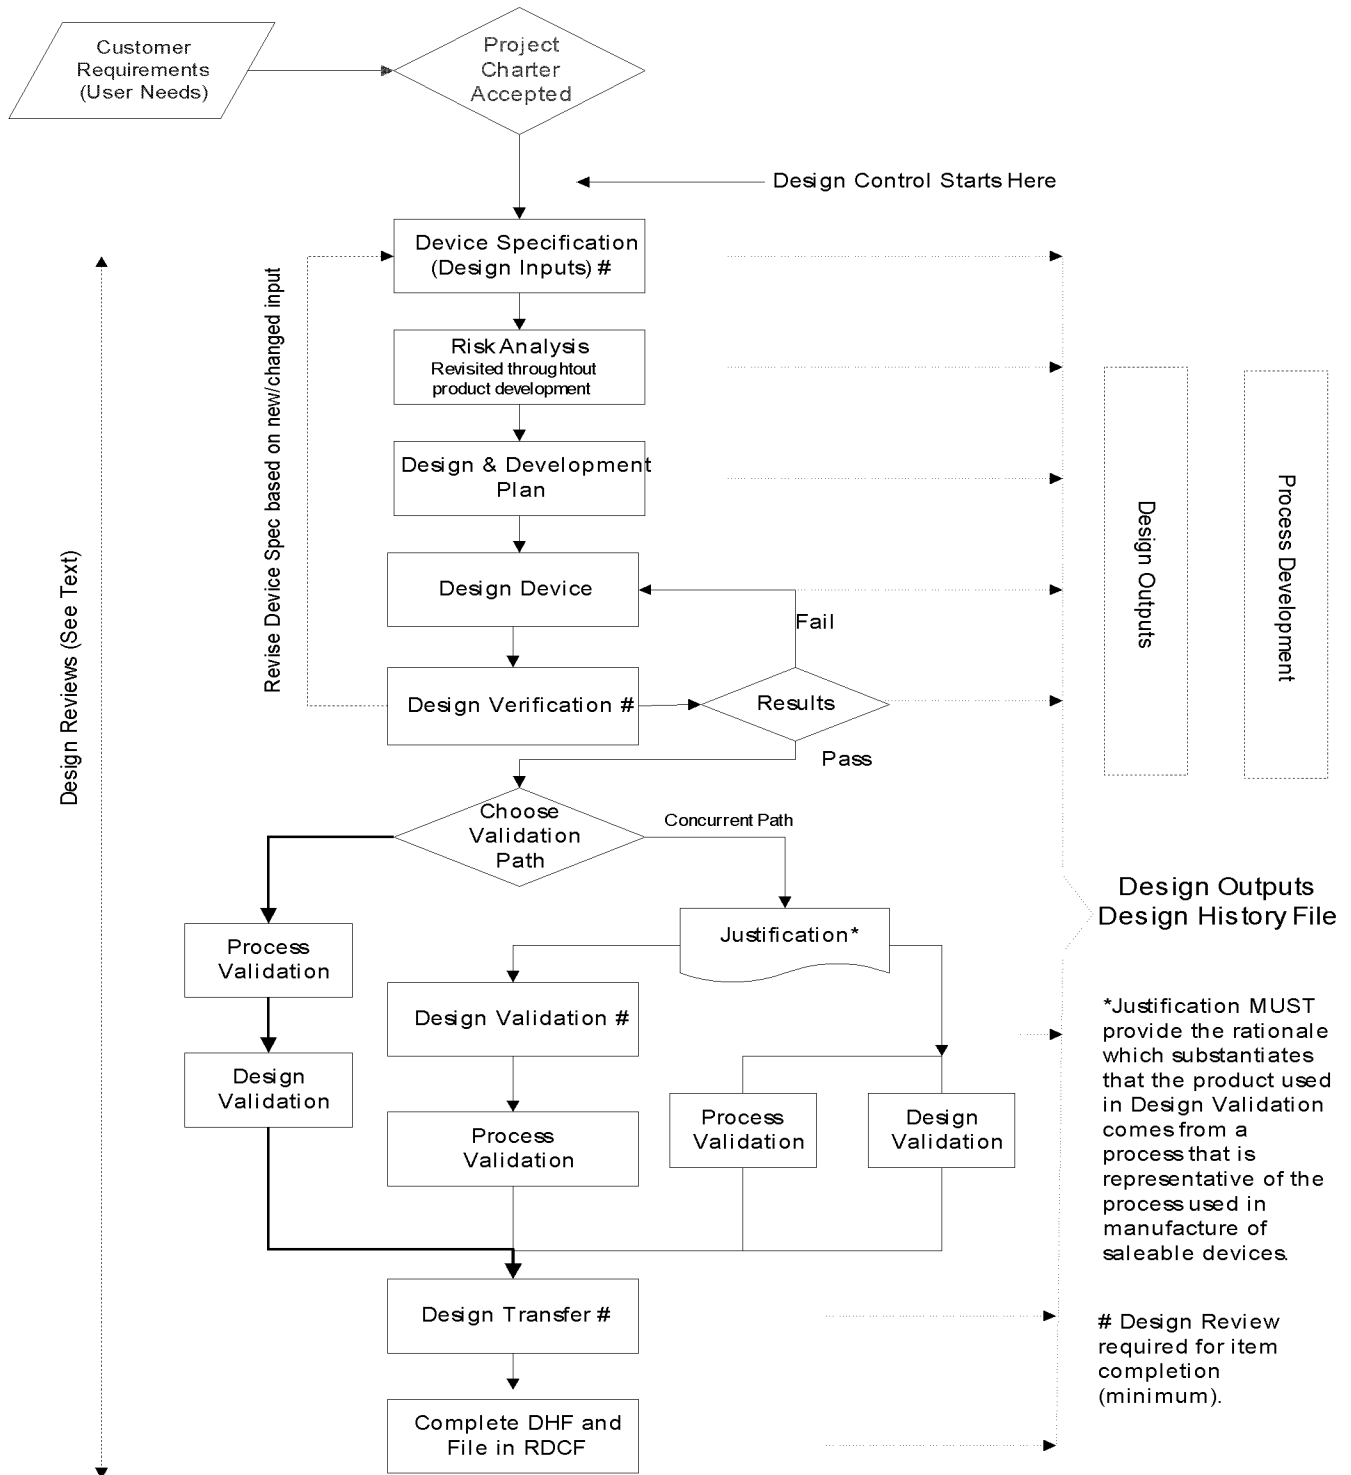 Customer
Requirements
(User Needs)
Project
Charter
Accepted
Design Control Starts Here
Device Specification
(Design Inputs) #
Risk Analysis
Revisited throughtout
product development
Design & Development
Plan
Design Device
Fail
Design Verification #
Results
Pass
Revise Device Spec based on new/changed input
Design Reviews (See Text)
Design Outputs
Process Development
Choose
Validation
Path
Concurrent Path
Justification*
Process
Validation
Design
Validation
Design Validation #
Process
Validation
Process
Validation
Design
Validation
Design Outputs
Design History File
*Justification MUST
provide the rationale
which substantiates
that the product used
in Design Validation
comes from a
process that is
representative of the
process used in
manufacture of
saleable devices.
Design Transfer #
# Design Review
required for item
completion
(minimum).
Complete DHF and
File in RDCF